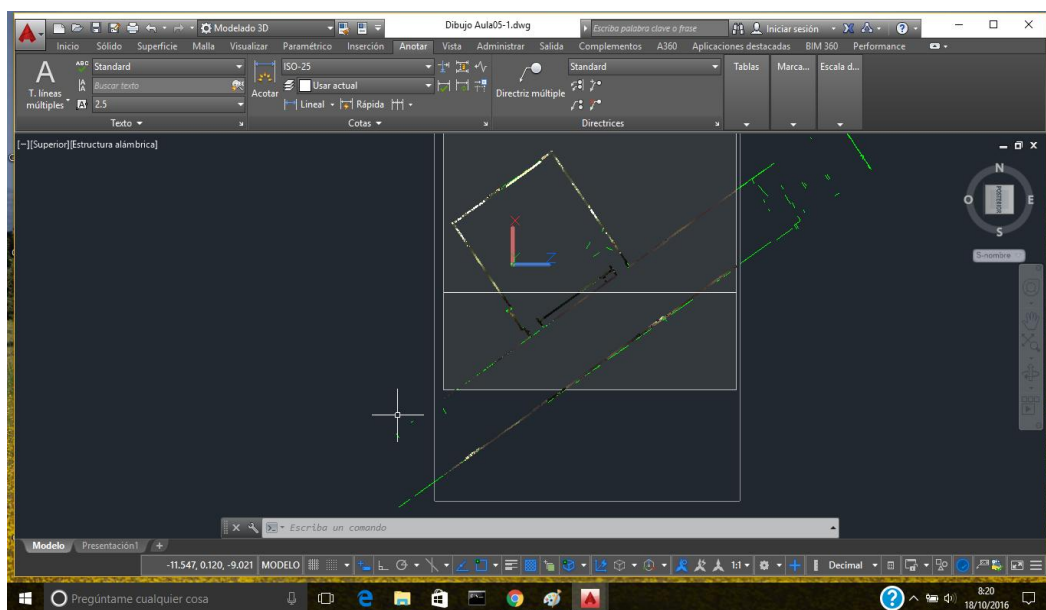 Modelado 3D
Dibujo Aula05-1.dwg
Escriba palabra clave o frase
Iniciar sesión
Inicio Sólido Superficie Malla Visualizar Paramétrico Inserción Anotar Vista Administrar Salida Complementos A360 Aplicaciones destacadas BIM 360 Performance
A
T. líneas
múltiples
ABC Standard
Buscar texto
2.5
Texto
Acotar
ISO-25
Usar actual
Lineal Rápida
Cotas
Directriz múltiple
Standard
Directrices
Tablas
Marca...
Escala d...
[−][Superior][Estructura alámbrica]
X
Z
N
O E
S
S-nombre
Escriba un comando
Modelo Presentación1 +
-11.547, 0.120, -9.021 MODELO 1:1 Decimal
Pregúntame cualquier cosa
8:20
18/10/2016